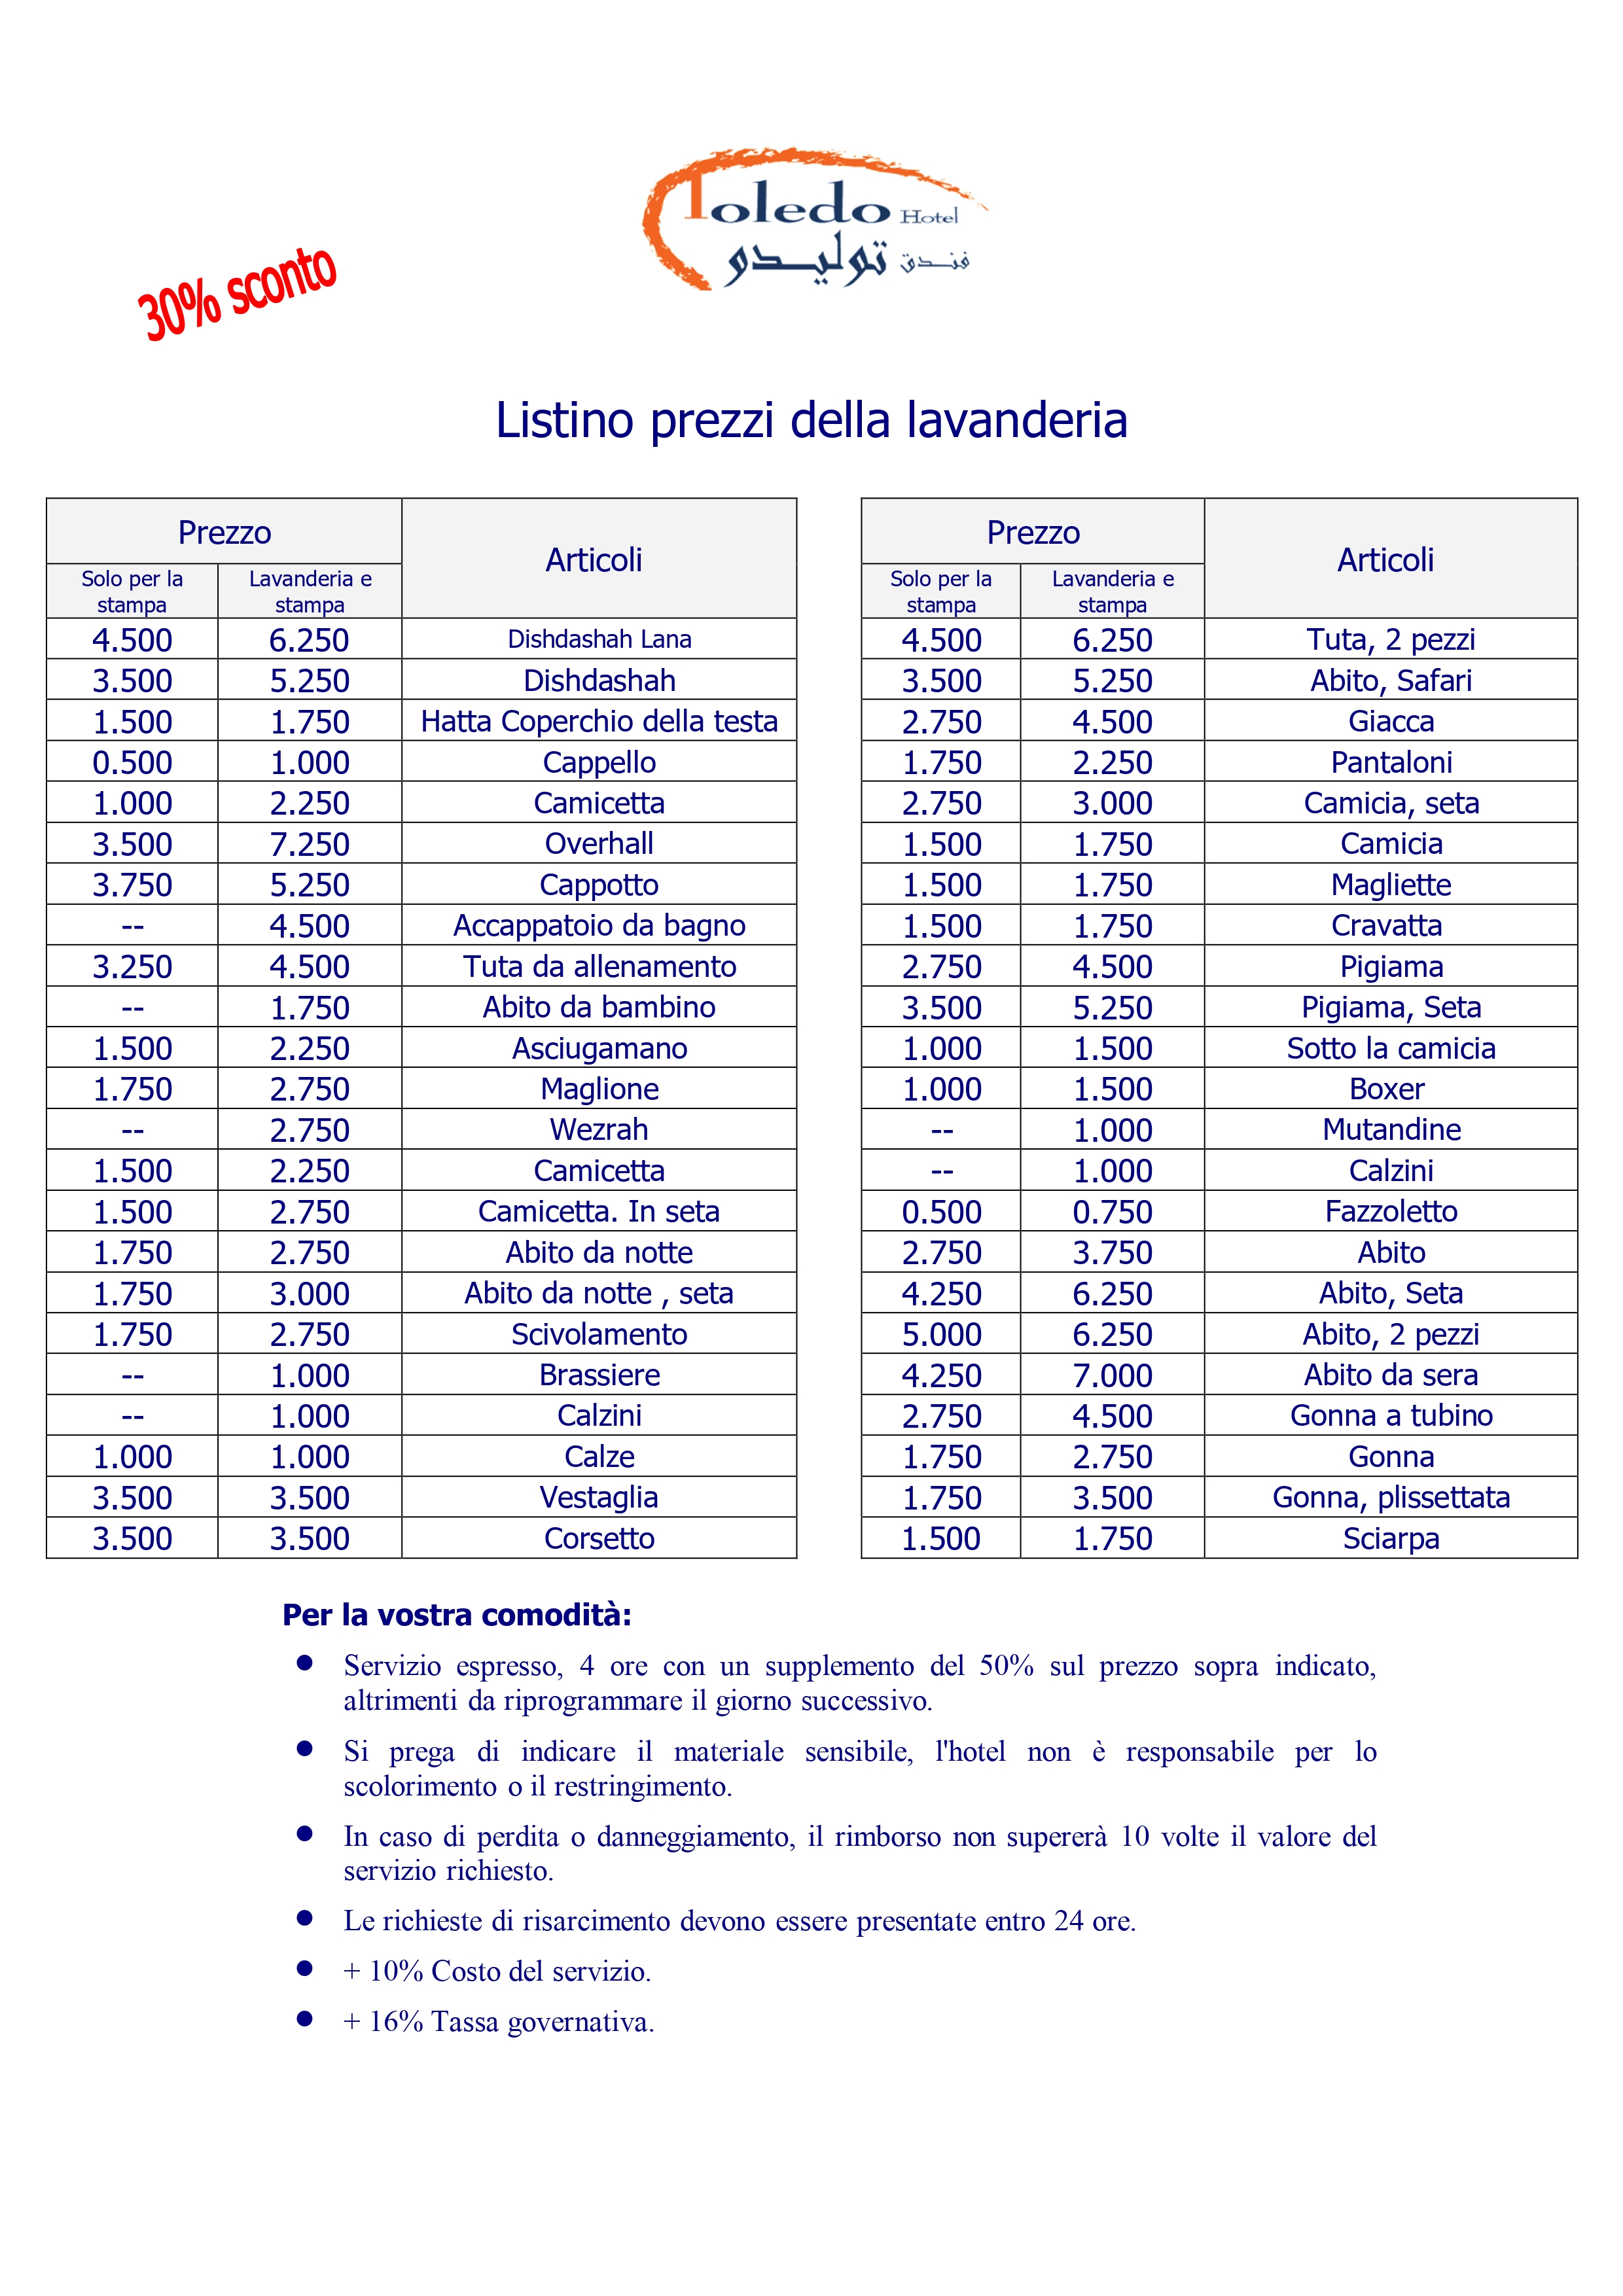 Toledo Hotel
فندق توليدو
30% sconto
Listino prezzi della lavanderia
Prezzo Articoli
Solo per la stampa Lavanderia e stampa
4.500 6.250 Dishdashah Lana
3.500 5.250 Dishdashah
1.500 1.750 Hatta Coperchio della testa
0.500 1.000 Cappello
1.000 2.250 Camicetta
3.500 7.250 Overhall
3.750 5.250 Cappotto
-- 4.500 Accappatoio da bagno
3.250 4.500 Tuta da allenamento
-- 1.750 Abito da bambino
1.500 2.250 Asciugamano
1.750 2.750 Maglione
-- 2.750 Wezrah
1.500 2.250 Camicetta
1.500 2.750 Camicetta. In seta
1.750 2.750 Abito da notte
1.750 3.000 Abito da notte , seta
1.750 2.750 Scivolamento
-- 1.000 Brassiere
-- 1.000 Calzini
1.000 1.000 Calze
3.500 3.500 Vestaglia
3.500 3.500 Corsetto
Prezzo Articoli
Solo per la stampa Lavanderia e stampa
4.500 6.250 Tuta, 2 pezzi
3.500 5.250 Abito, Safari
2.750 4.500 Giacca
1.750 2.250 Pantaloni
2.750 3.000 Camicia, seta
1.500 1.750 Camicia
1.500 1.750 Magliette
1.500 1.750 Cravatta
2.750 4.500 Pigiama
3.500 5.250 Pigiama, Seta
1.000 1.500 Sotto la camicia
1.000 1.500 Boxer
-- 1.000 Mutandine
-- 1.000 Calzini
0.500 0.750 Fazzoletto
2.750 3.750 Abito
4.250 6.250 Abito, Seta
5.000 6.250 Abito, 2 pezzi
4.250 7.000 Abito da sera
2.750 4.500 Gonna a tubino
1.750 2.750 Gonna
1.750 3.500 Gonna, plissettata
1.500 1.750 Sciarpa
Per la vostra comodità:
● Servizio espresso, 4 ore con un supplemento del 50% sul prezzo sopra indicato,
altrimenti da riprogrammare il giorno successivo.
● Si prega di indicare il materiale sensibile, l'hotel non è responsabile per lo
scolorimento o il restringimento.
● In caso di perdita o danneggiamento, il rimborso non supererà 10 volte il valore del
servizio richiesto.
● Le richieste di risarcimento devono essere presentate entro 24 ore.
● + 10% Costo del servizio.
● + 16% Tassa governativa.